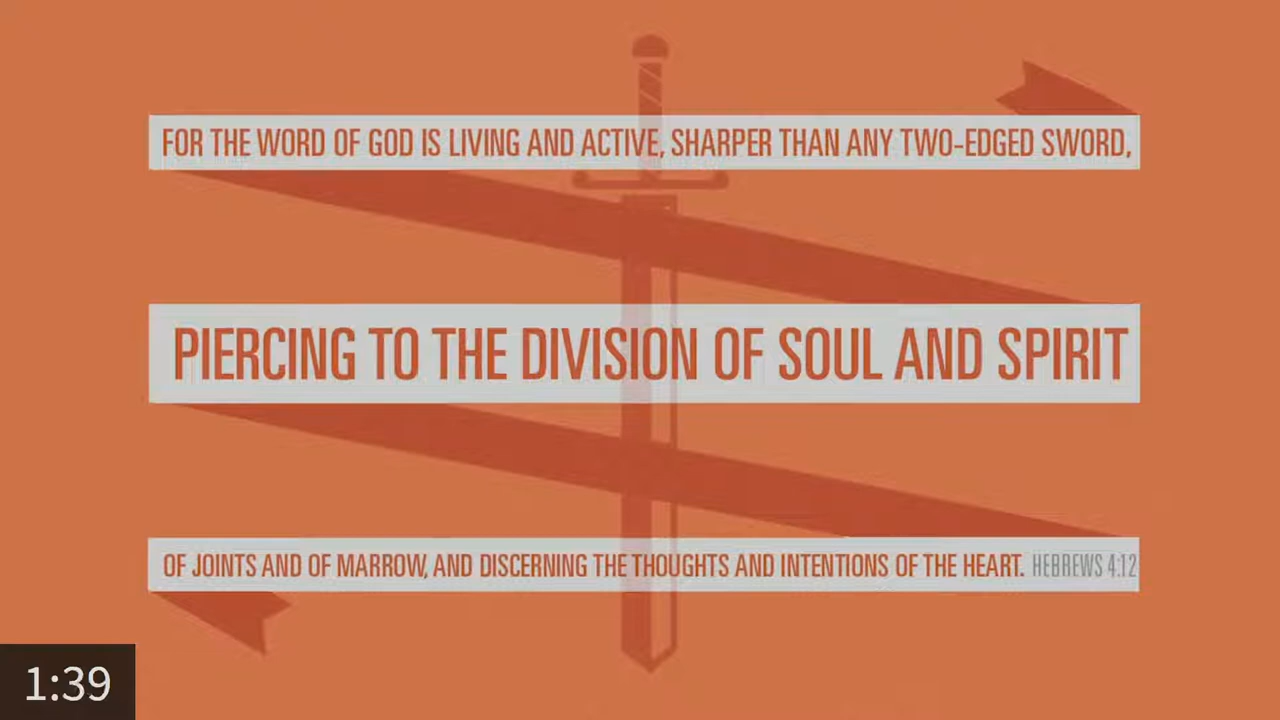 FOR THE WORD OF GOD IS LIVING AND ACTIVE, SHARPER THAN ANY TWO-EDGED SWORD,
PIERCING TO THE DIVISION OF SOUL AND SPIRIT
OF JOINTS AND OF MARROW, AND DISCERNING THE THOUGHTS AND INTENTIONS OF THE HEART. HEBREWS 4:12
1:39